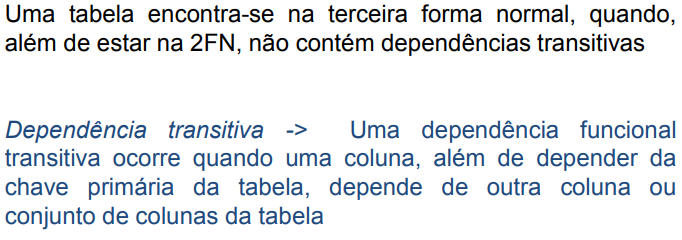 Uma tabela encontra-se na terceira forma normal, quando,
além de estar na 2FN, não contém dependências transitivas
Dependência transitiva -> Uma dependência funcional
transitiva ocorre quando uma coluna, além de depender da
chave primária da tabela, depende de outra coluna ou
conjunto de colunas da tabela